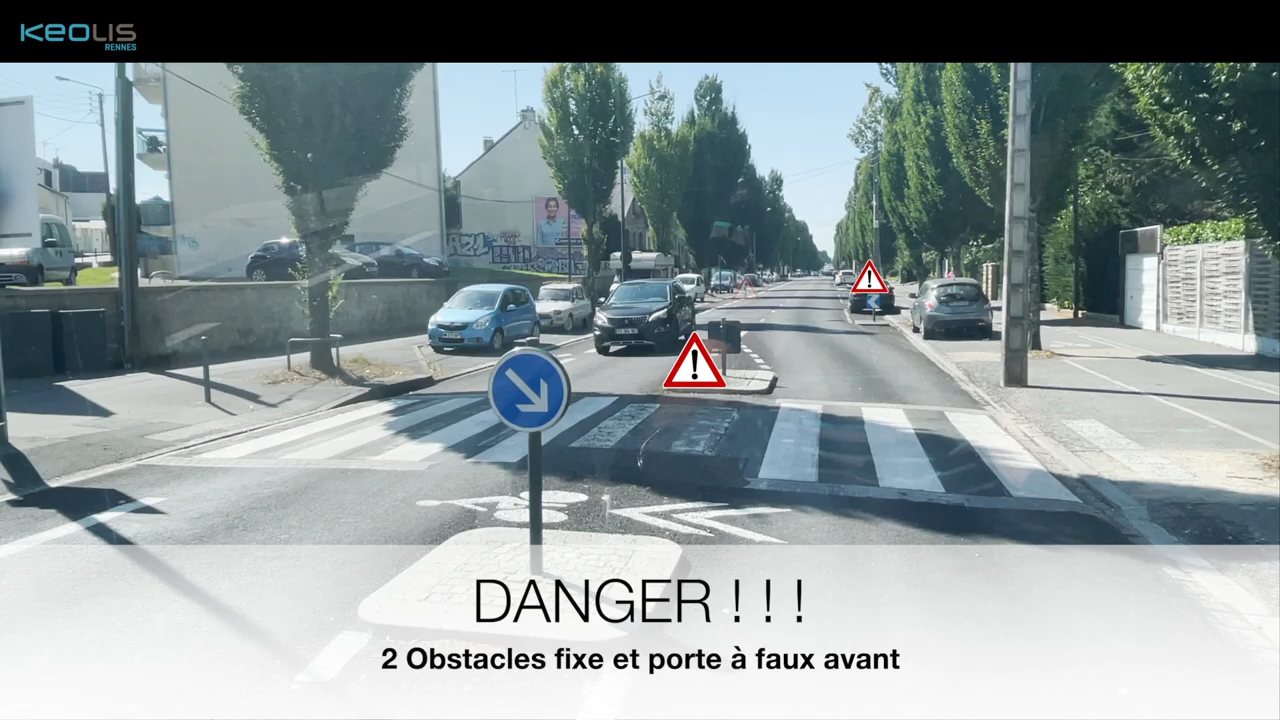 KEOLIS
RENNES
DANGER ! ! !
2 Obstacles fixe et porte à faux avant